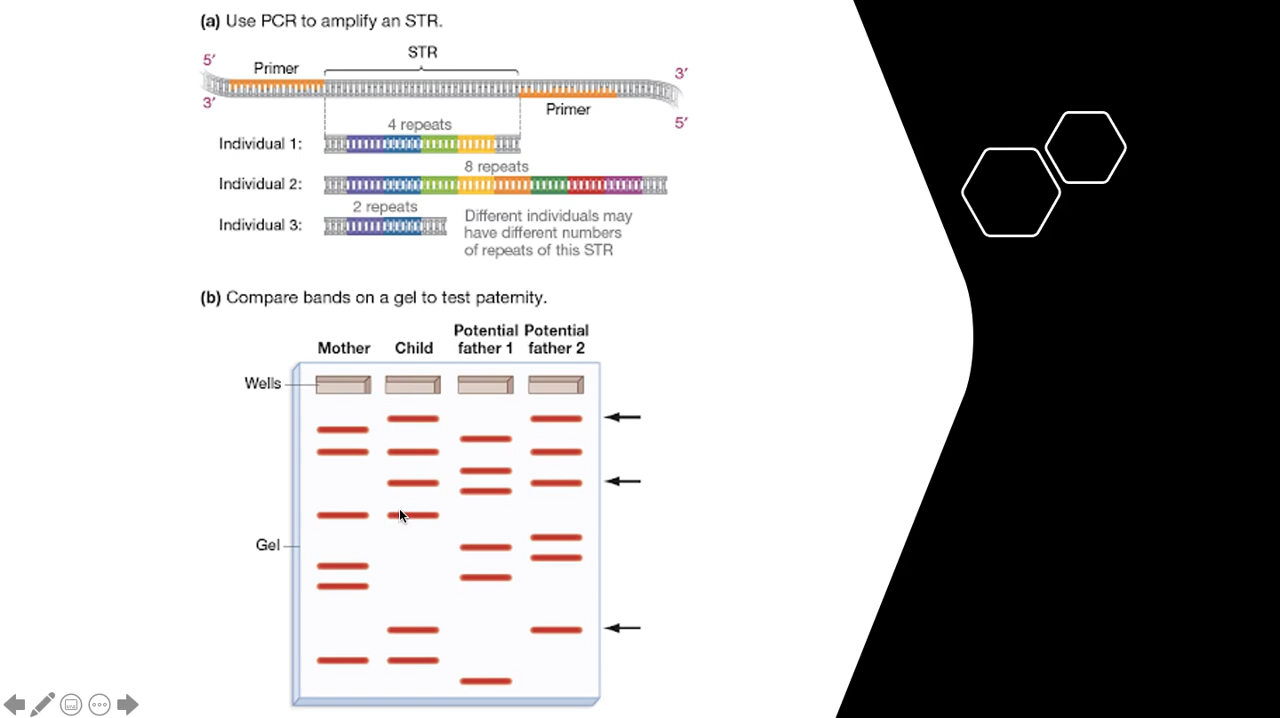 (a) Use PCR to amplify an STR.
STR
5′
Primer
3′
3′
Primer
5′
4 repeats
Individual 1:
8 repeats
Individual 2:
2 repeats
Individual 3:
Different individuals may
have different numbers
of repeats of this STR
(b) Compare bands on a gel to test paternity.
Mother
Child
Potential
father 1
Potential
father 2
Wells
Gel